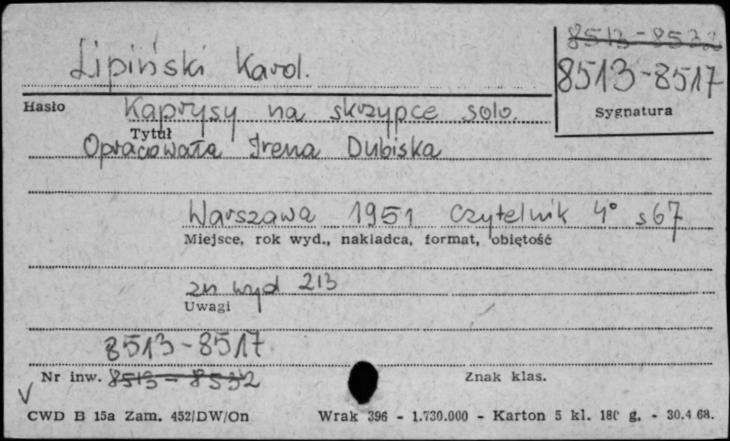 8513-8532
Lipiński Karol.
8513-8517
Hasło
Kaprysy na skrzypce solo.
Sygnatura
Tytuł
Opracowała Irena Dubiska
Warszawa 1951 Czytelnik 4° s67
Miejsce, rok wyd., nakładca, format, objętość
zn wyd 213
Uwagi
8513-8517
Nr inw. 8513-8532 Znak klas.
CWD B 15a Zam. 452/DW/On Wrak 396 - 1.730.000 - Karton 5 kl. 180 g. - 30.4 68.